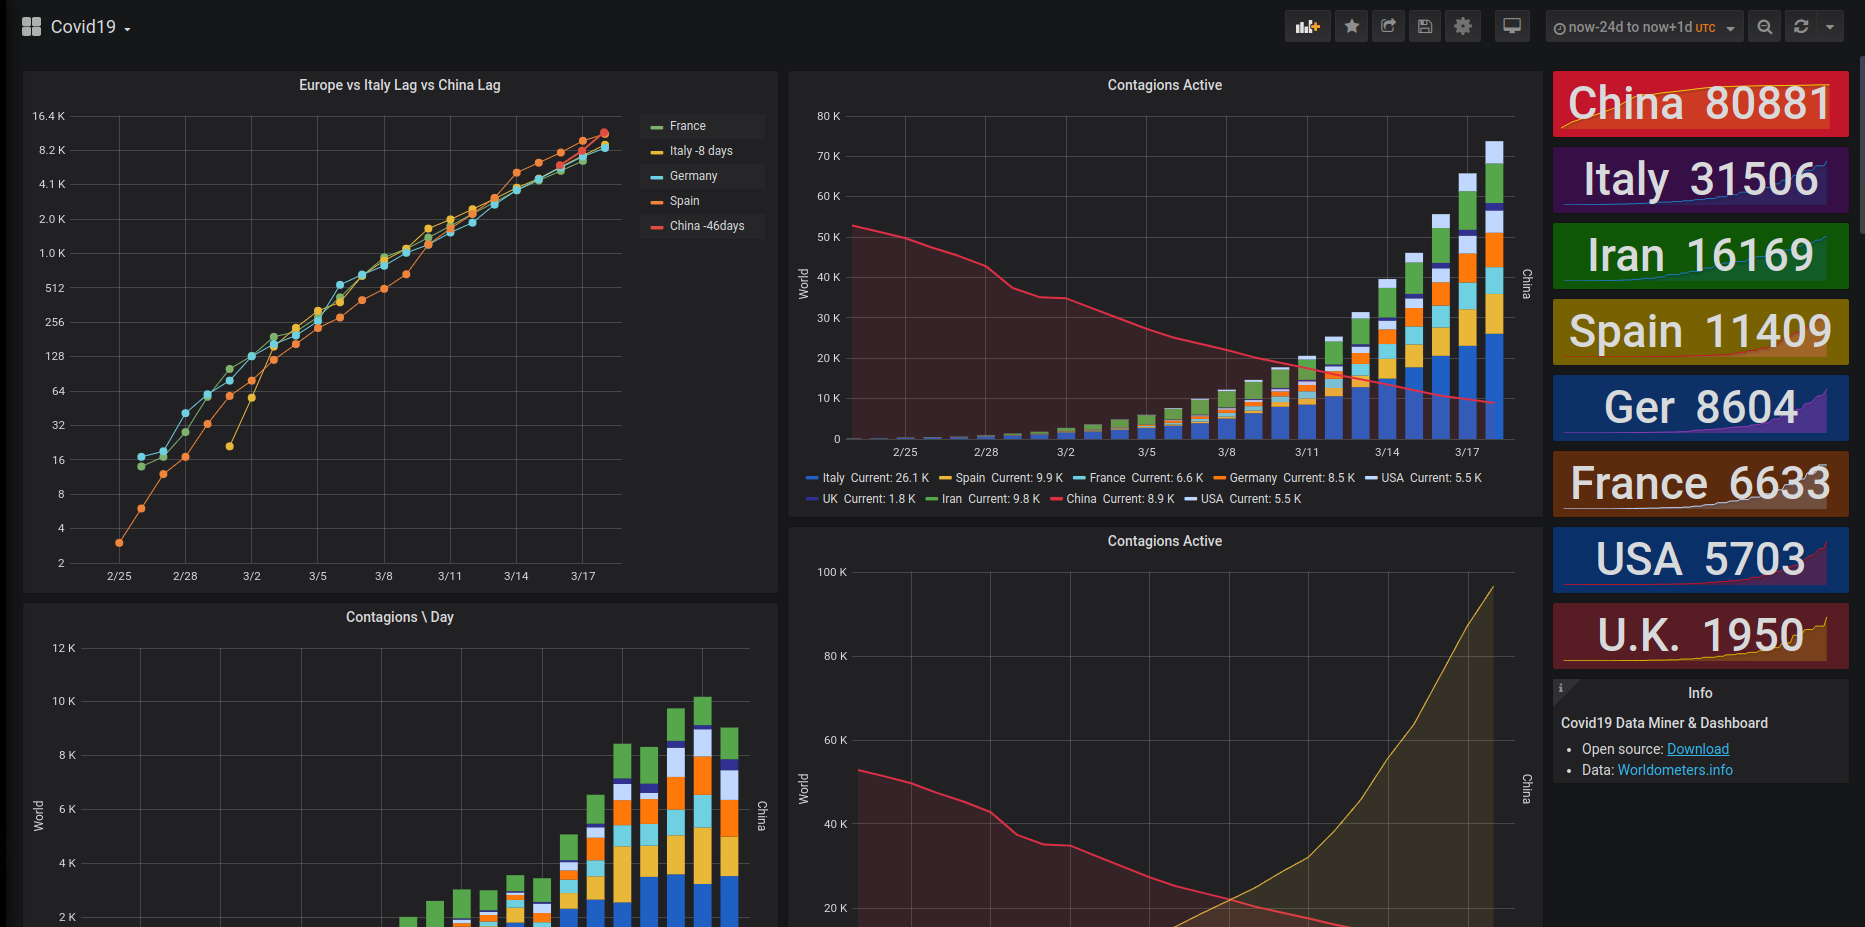 Covid19
now-24d to now+1d UTC
Europe vs Italy Lag vs China Lag
16.4 K
8.2 K
4.1 K
2.0 K
1.0 K
512
256
128
64
32
16
8
4
2
2/25 2/28 3/2 3/5 3/8 3/11 3/14 3/17
France
Italy -8 days
Germany
Spain
China -46days
Contagions Active
80 K
70 K
60 K
50 K
40 K
30 K
20 K
10 K
0
World
China
2/25 2/28 3/2 3/5 3/8 3/11 3/14 3/17
Italy Current: 26.1 K Spain Current: 9.9 K France Current: 6.6 K Germany Current: 8.5 K USA Current: 5.5 K
UK Current: 1.8 K Iran Current: 9.8 K China Current: 8.9 K USA Current: 5.5 K
China 80881
Italy 31506
Iran 16169
Spain 11409
Ger 8604
France 6633
USA 5703
U.K. 1950
i
Info
Covid19 Data Miner & Dashboard
• Open source: Download
• Data: Worldometers.info
Contagions \ Day
12 K
10 K
8 K
6 K
4 K
2 K
World
China
Contagions Active
100 K
80 K
60 K
40 K
20 K
World
China